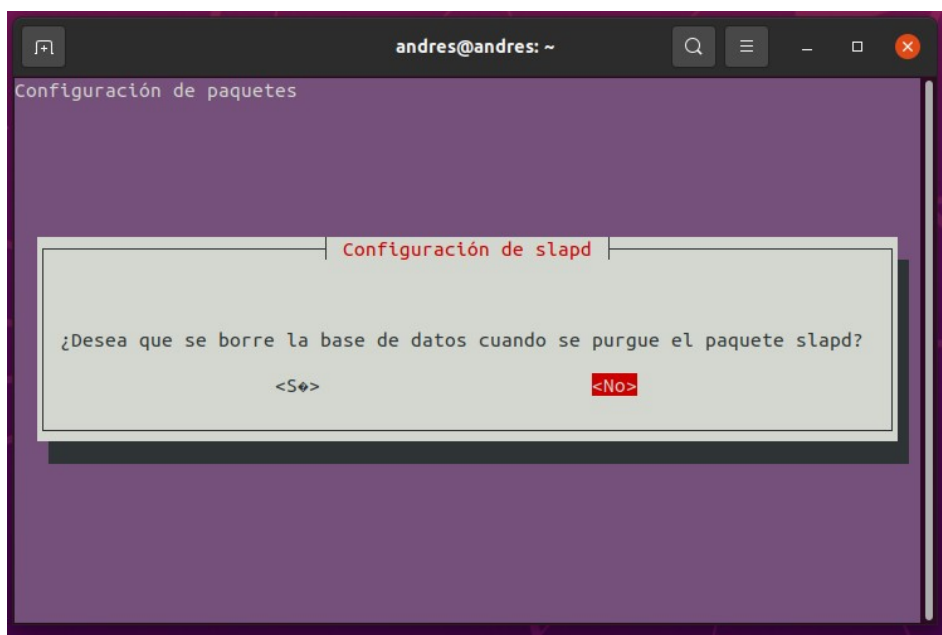 andres@andres: ~
Configuración de paquetes
Configuración de slapd
¿Desea que se borre la base de datos cuando se purgue el paquete slapd?
<S�> <No>